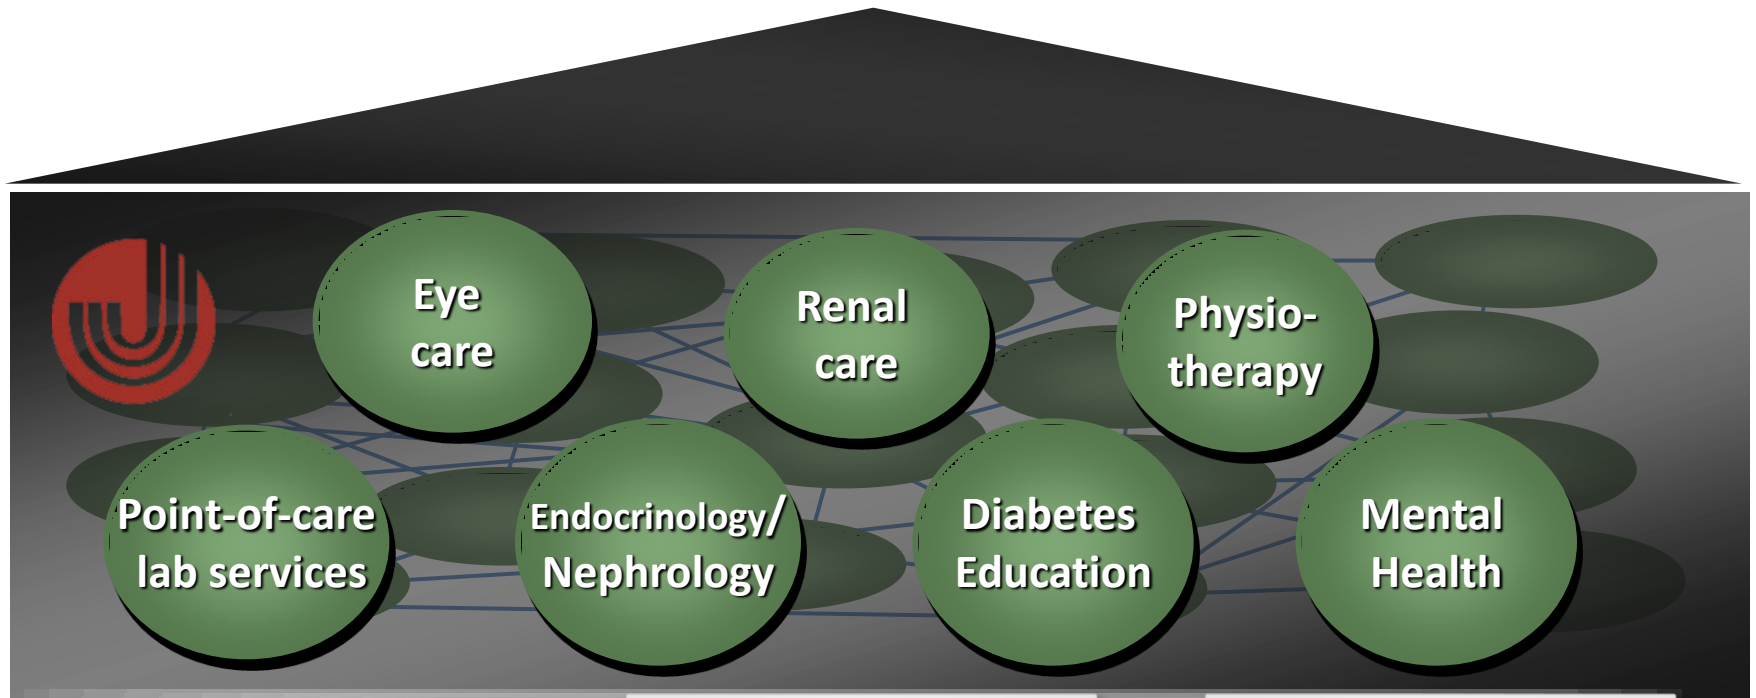 Eye
care
Renal
care
Physio-
therapy
Point-of-care
lab services
Endocrinology/
Nephrology
Diabetes
Education
Mental
Health